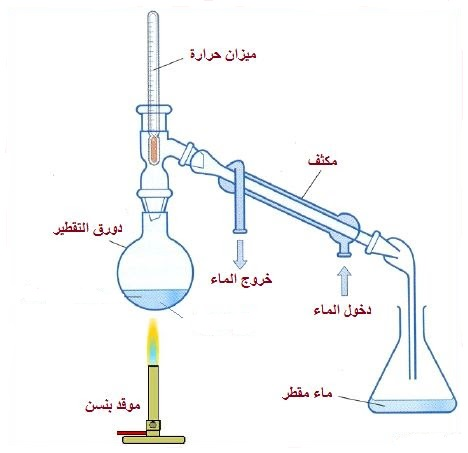 ميزان حرارة
مكثف
دورق التقطير
خروج الماء
دخول الماء
ماء مقطر
موقد بنسن